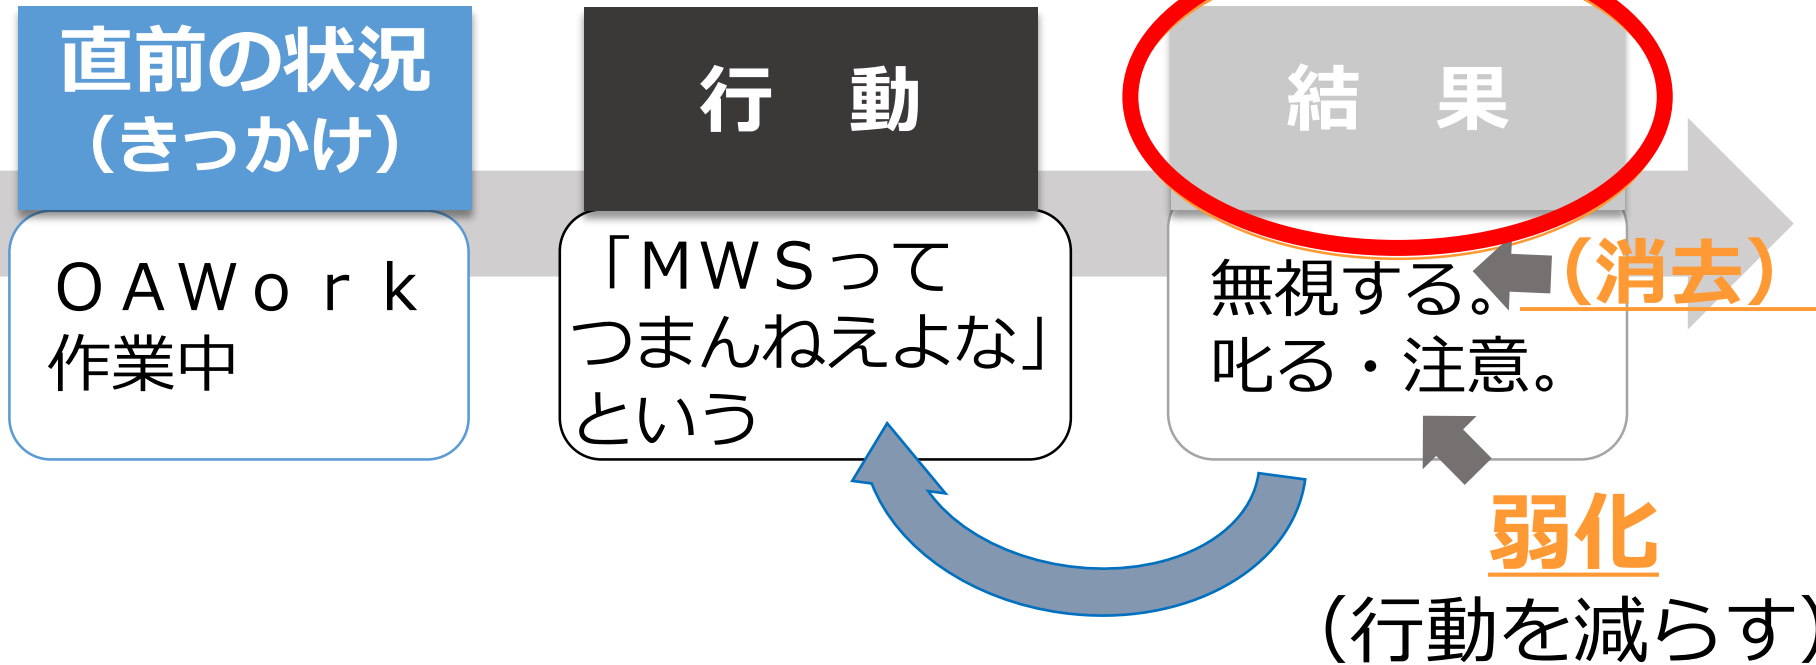 直前の状況
（きっかけ）
ＯＡＷｏｒｋ
作業中
行　動
「ＭＷＳって
つまんねえよな」
という
結　果
無視する。
叱る・注意。
（消去）
弱化
（行動を減らす）